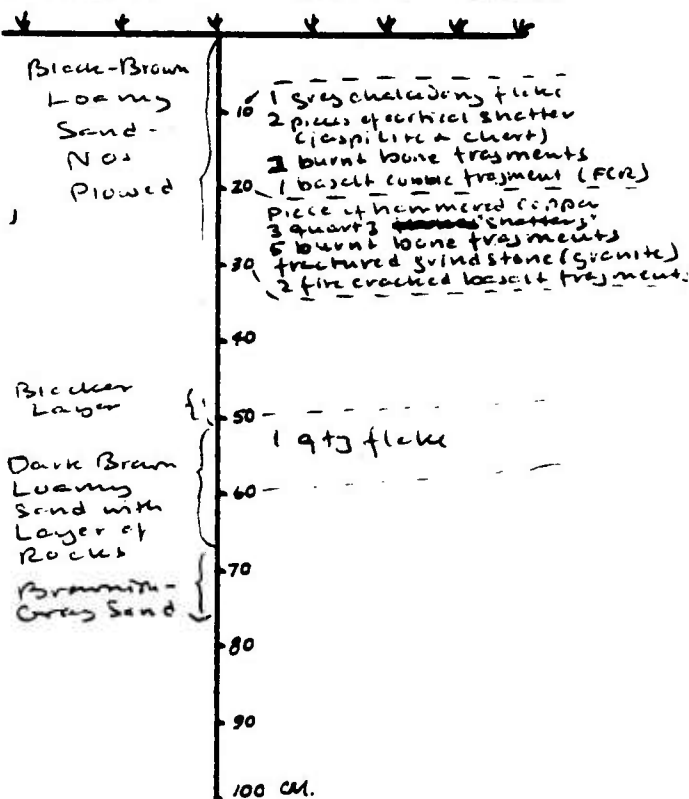 Black-Brown
Loamy
Sand-
Not
Plowed
10
1 grey chalcedony flake
2 pieces of cortical shatter
(jaspilite & chert)
burnt bone fragments
20
1 basalt cobble fragment (FCR)
Piece of hammered copper
3 quartz "shatters"
5 burnt bone fragments
30
fractured grindstone (granite)
2 fire cracked basalt fragments
40
Blacker
Layer
50
1 qtz flake
Dark Brown
Loamy
Sand with
Layer of
Rocks
60
70
Brownish-
Gray Sand
80
90
100 cm.